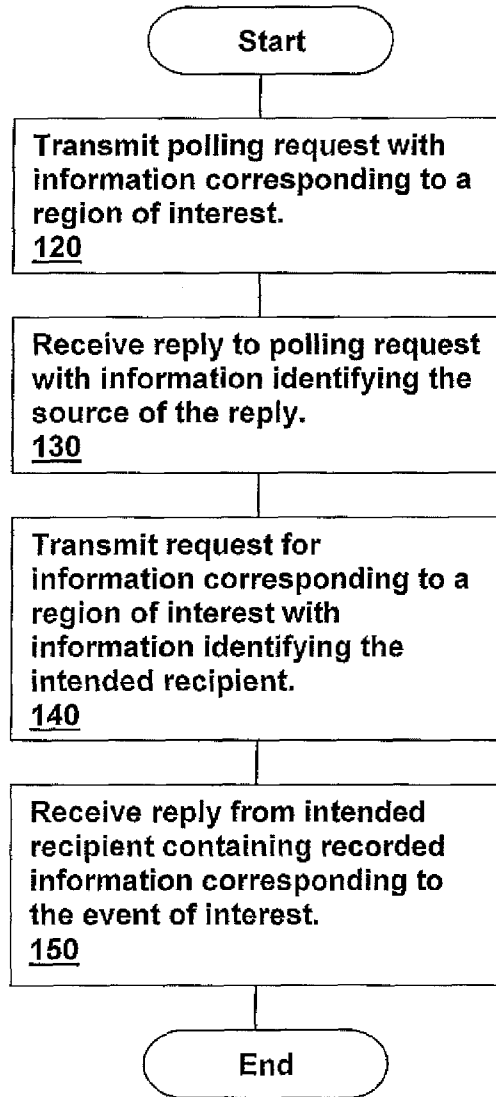 Start
Transmit polling request with
information corresponding to a
region of interest.
120
Receive reply to polling request
with information identifying the
source of the reply.
130
Transmit request for
information corresponding to a
region of interest with
information identifying the
intended recipient.
140
Receive reply from intended
recipient containing recorded
information corresponding to
the event of interest.
150
End